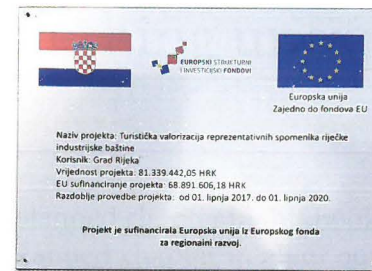 EUROPSKI STRUKTURNI
I INVESTICIJSKI FONDOVI
Europska unija
Zajedno do fondova EU
Naziv projekta: Turistička valorizacija reprezentativnih spomenika riječke
industrijske baštine
Korisnik: Grad Rijeka
Vrijednost projekta: 81.339.442,05 HRK
EU sufinanciranje projekta: 68.891.606,18 HRK
Razdoblje provedbe projekta: od 01. lipnja 2017. do 01. lipnja 2020.
Projekt je sufinancirala Europska unija iz Europskog fonda
za regionalni razvoj.